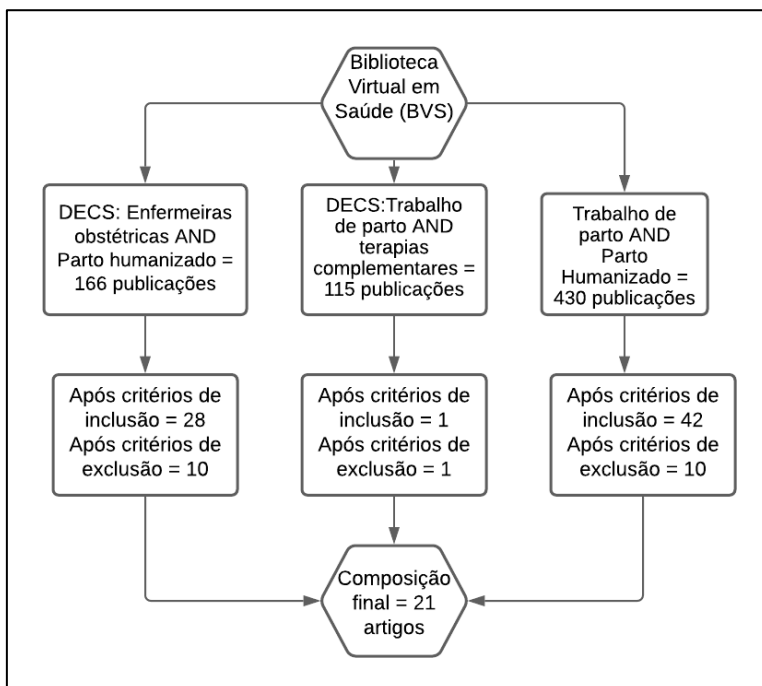 Biblioteca
Virtual em
Saúde (BVS)
DECS: Enfermeiras
obstétricas AND
Parto humanizado =
166 publicações
DECS:Trabalho
de parto AND
terapias
complementares =
115 publicações
Trabalho de
parto AND
Parto
Humanizado =
430 publicações
Após critérios de
inclusão = 28
Após critérios de
exclusão = 10
Após critérios de
inclusão = 1
Após critérios de
exclusão = 1
Após critérios de
inclusão = 42
Após critérios de
exclusão = 10
Composição
final = 21
artigos